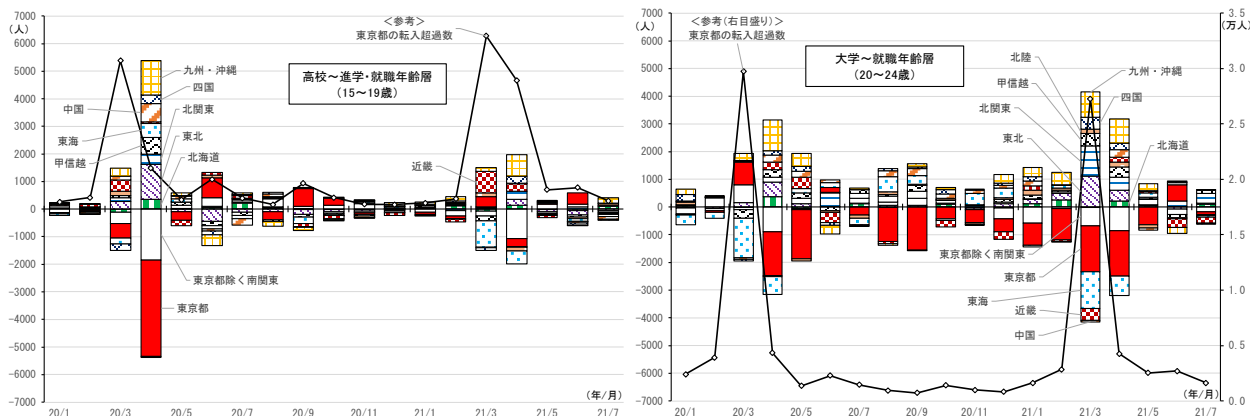 7000
(人)
6000
5000
4000
3000
2000
1000
0
-1000
-2000
-3000
-4000
-5000
-6000
-7000
20/1
20/3
20/5
20/7
20/9
20/11
21/1
21/3
21/5
21/7
(年/月)
高校~進学・就職年齢層
(15~19歳)
<参考>
東京都の転入超過数
九州・沖縄
四国
中国
北関東
東海
東北
甲信越
北海道
近畿
東京都除く南関東
東京都
7000
(人)
6000
5000
4000
3000
2000
1000
0
-1000
-2000
-3000
-4000
-5000
-6000
-7000
3.5
(万人)
3.0
2.5
2.0
1.5
1.0
0.5
0.0
20/1
20/3
20/5
20/7
20/9
20/11
21/1
21/3
21/5
21/7
(年/月)
<参考(右目盛り)>
東京都の転入超過数
大学~就職年齢層
(20~24歳)
北陸
九州・沖縄
甲信越
四国
北関東
東北
北海道
東京都除く南関東
東京都
東海
近畿
中国